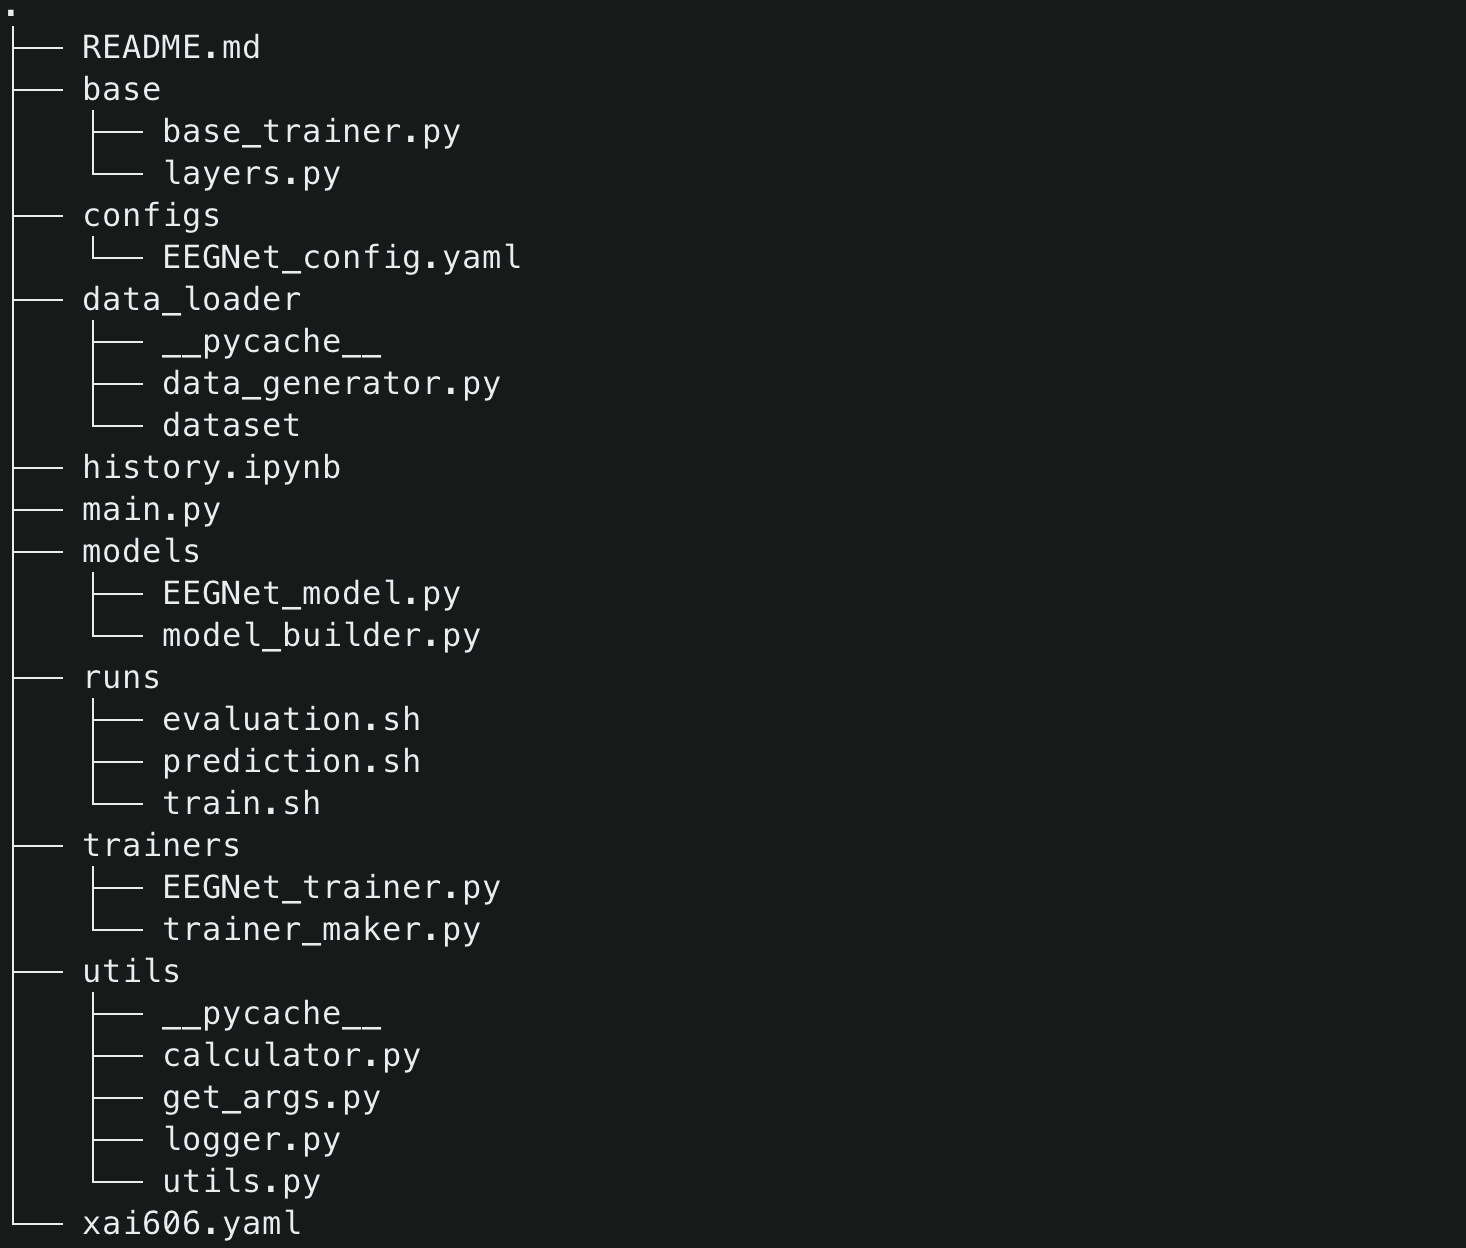 .
├── README.md
├── base
│   ├── base_trainer.py
│   └── layers.py
├── configs
│   └── EEGNet_config.yaml
├── data_loader
│   ├── __pycache__
│   ├── data_generator.py
│   └── dataset
├── history.ipynb
├── main.py
├── models
│   ├── EEGNet_model.py
│   └── model_builder.py
├── runs
│   ├── evaluation.sh
│   ├── prediction.sh
│   └── train.sh
├── trainers
│   ├── EEGNet_trainer.py
│   └── trainer_maker.py
├── utils
│   ├── __pycache__
│   ├── calculator.py
│   ├── get_args.py
│   ├── logger.py
│   └── utils.py
└── xai606.yaml